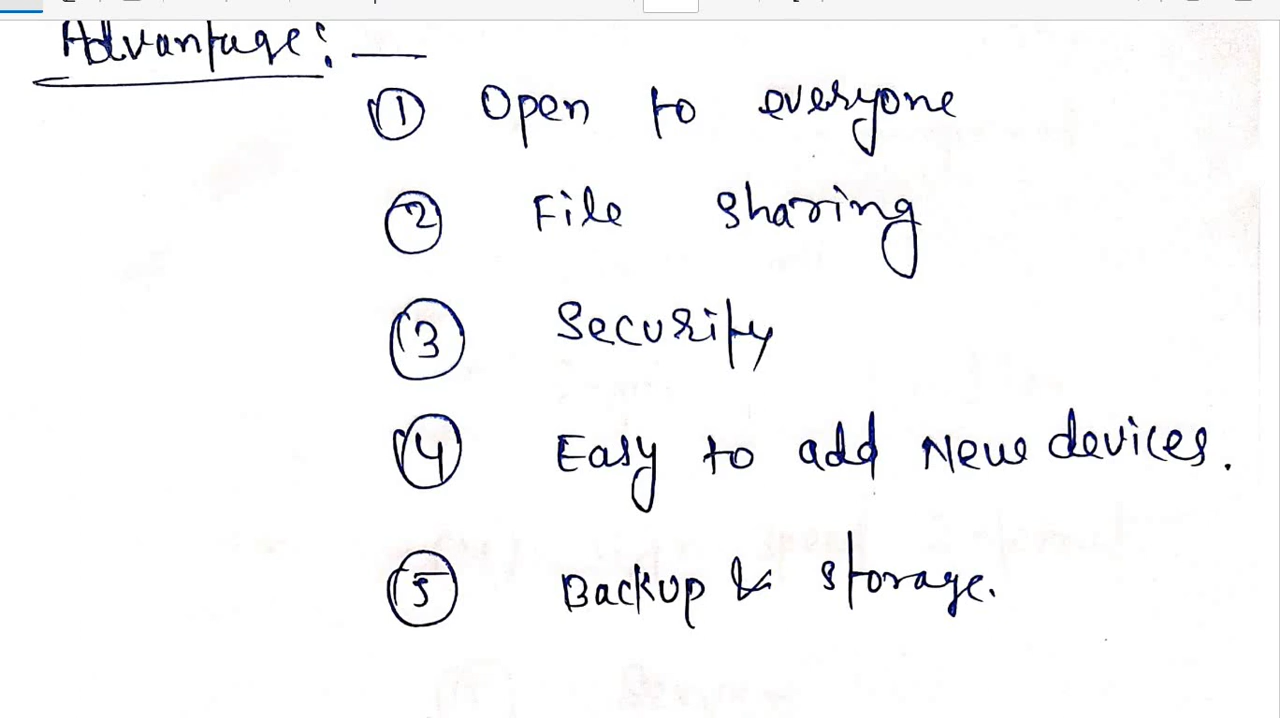 Advantage: —
① Open to everyone
② File sharing
③ Security
④ Easy to add New devices.
⑤ Backup & storage.